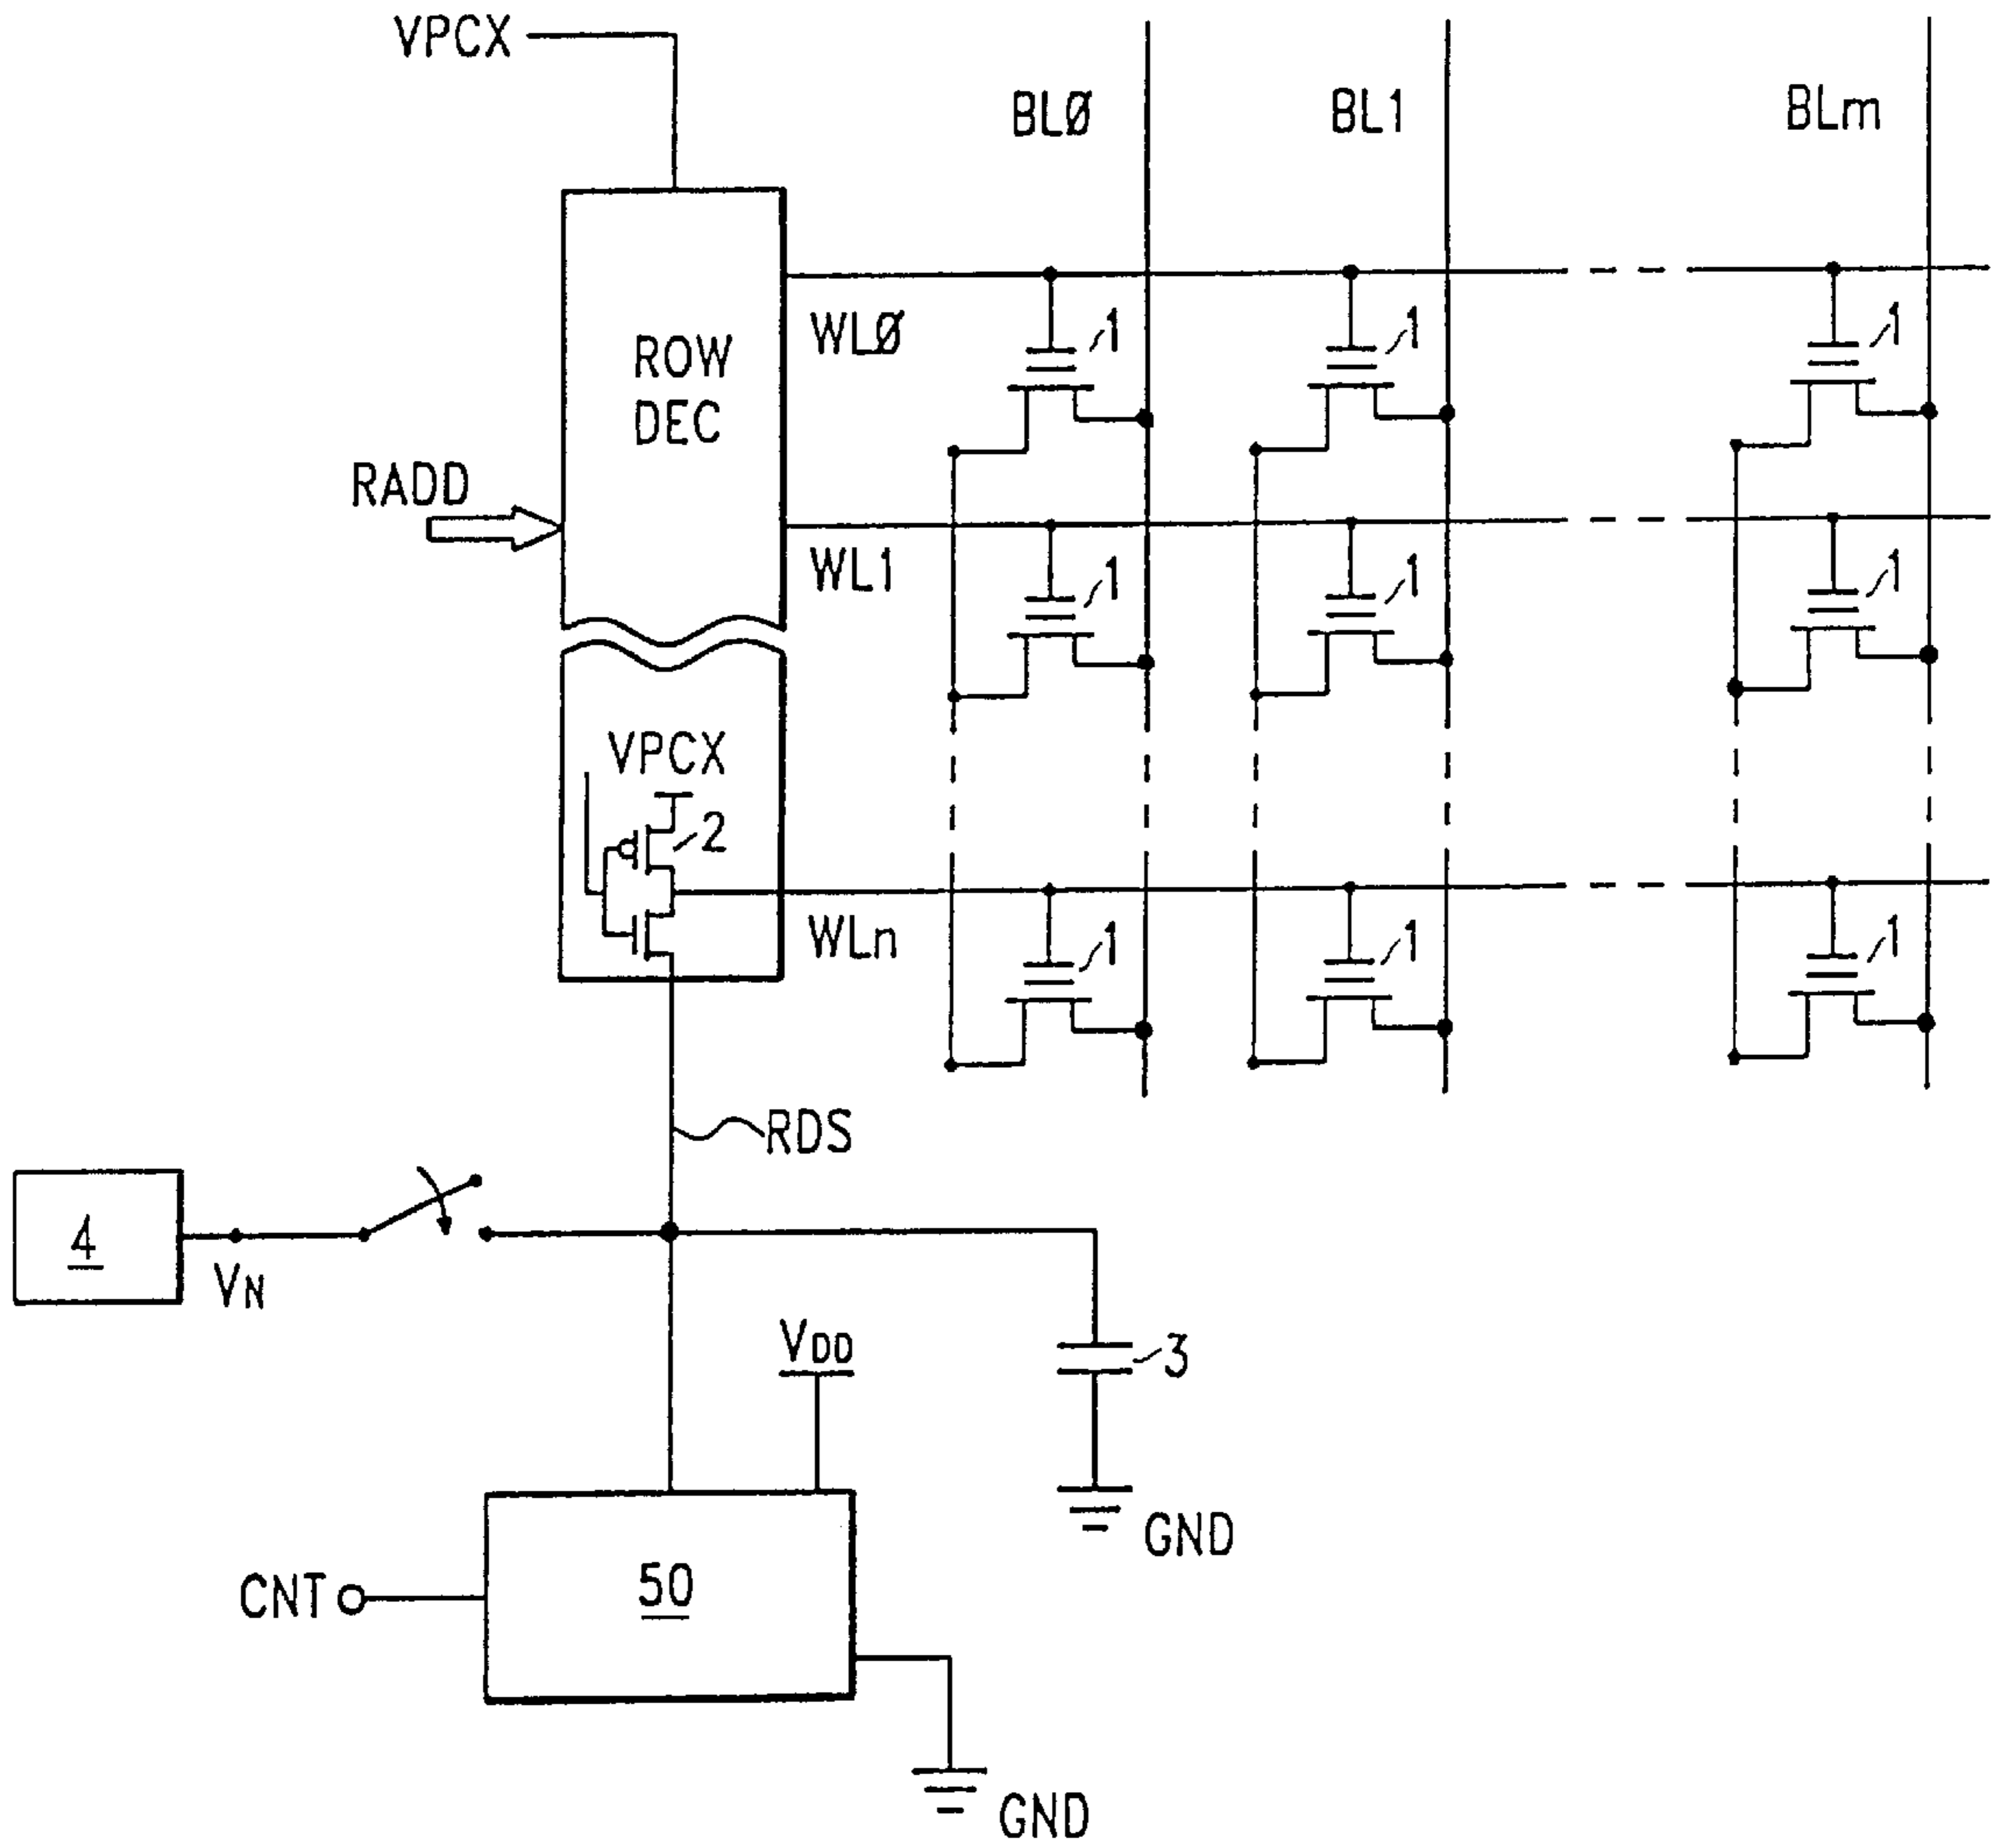 VPCX
BLØ
BL1
BLm
ROW
DEC
WLØ
1
1
1
RADD
WL1
1
1
1
VPCX
2
WLn
1
1
1
RDS
4
VN
VDD
3
GND
CNT
50
GND